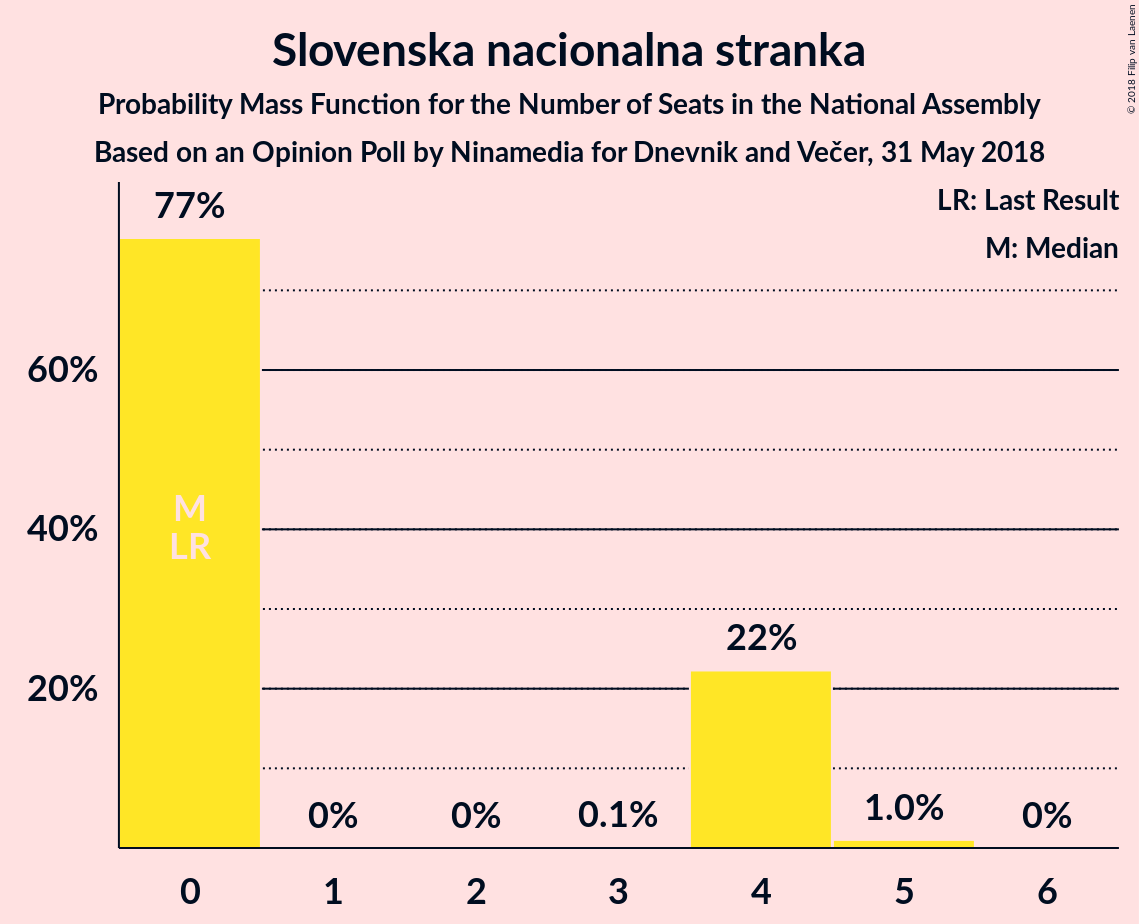 Slovenska nacionalna stranka
Probability Mass Function for the Number of Seats in the National Assembly
Based on an Opinion Poll by Ninamedia for Dnevnik and Večer, 31 May 2018
© 2018 Filip van Laenen
LR: Last Result
M: Median
77%
60%
40%
20%
M
LR
0%
0%
0.1%
22%
1.0%
0%
0
1
2
3
4
5
6